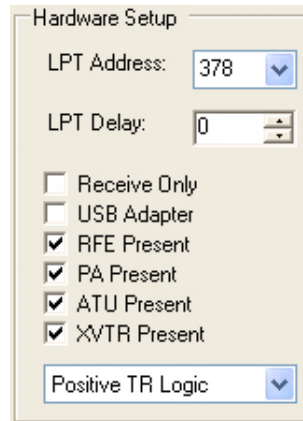 Hardware Setup
LPT Address: 378
LPT Delay: 0
Receive Only
USB Adapter
RFE Present
PA Present
ATU Present
XVTR Present
Positive TR Logic